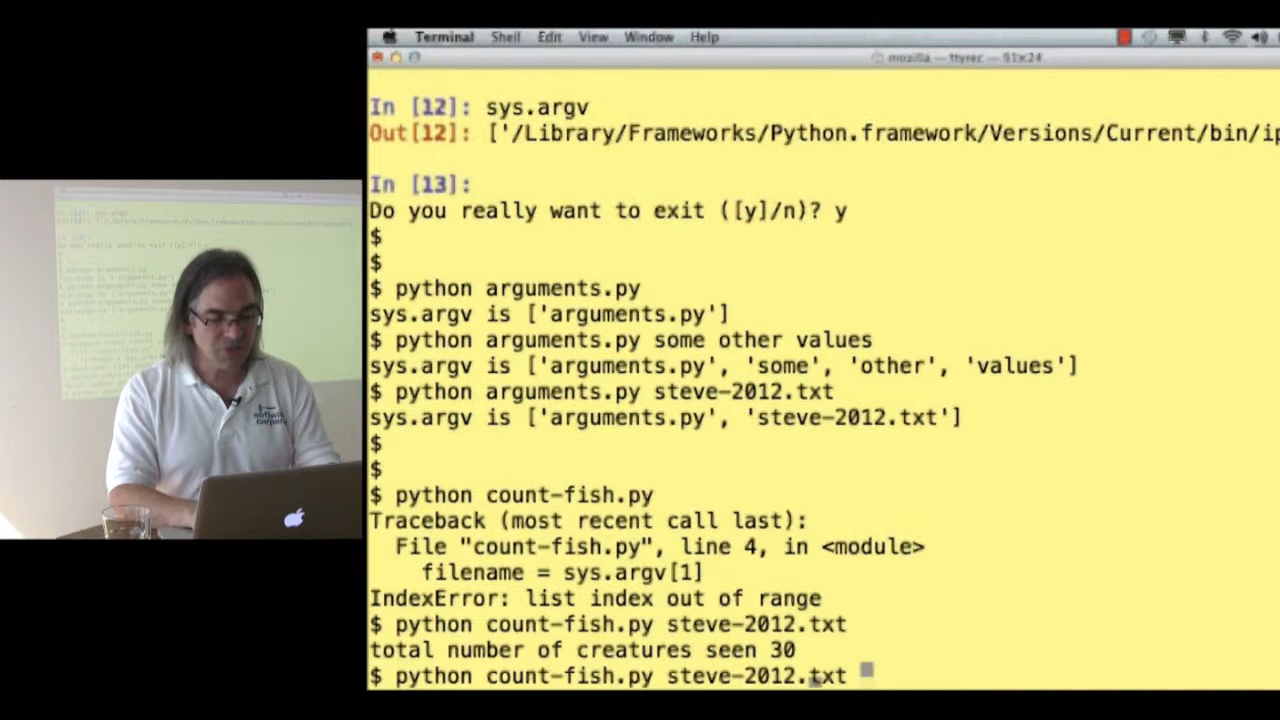 Terminal Shell Edit View Window Help
mozilla — ttyrec — 91×24
In [12]: sys.argv
Out[12]: ['/Library/Frameworks/Python.framework/Versions/Current/bin/ip
In [13]:
Do you really want to exit ([y]/n)? y
$
$
$ python arguments.py
sys.argv is ['arguments.py']
$ python arguments.py some other values
sys.argv is ['arguments.py', 'some', 'other', 'values']
$ python arguments.py steve-2012.txt
sys.argv is ['arguments.py', 'steve-2012.txt']
$
$
$ python count-fish.py
Traceback (most recent call last):
File "count-fish.py", line 4, in <module>
filename = sys.argv[1]
IndexError: list index out of range
$ python count-fish.py steve-2012.txt
total number of creatures seen 30
$ python count-fish.py steve-2012.txt